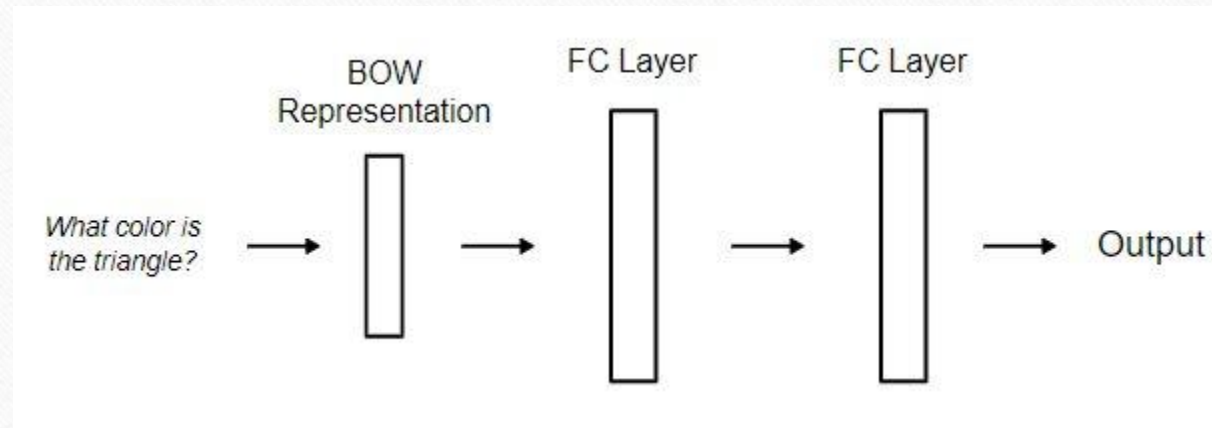 What color is
the triangle?
BOW
Representation
FC Layer
FC Layer
Output